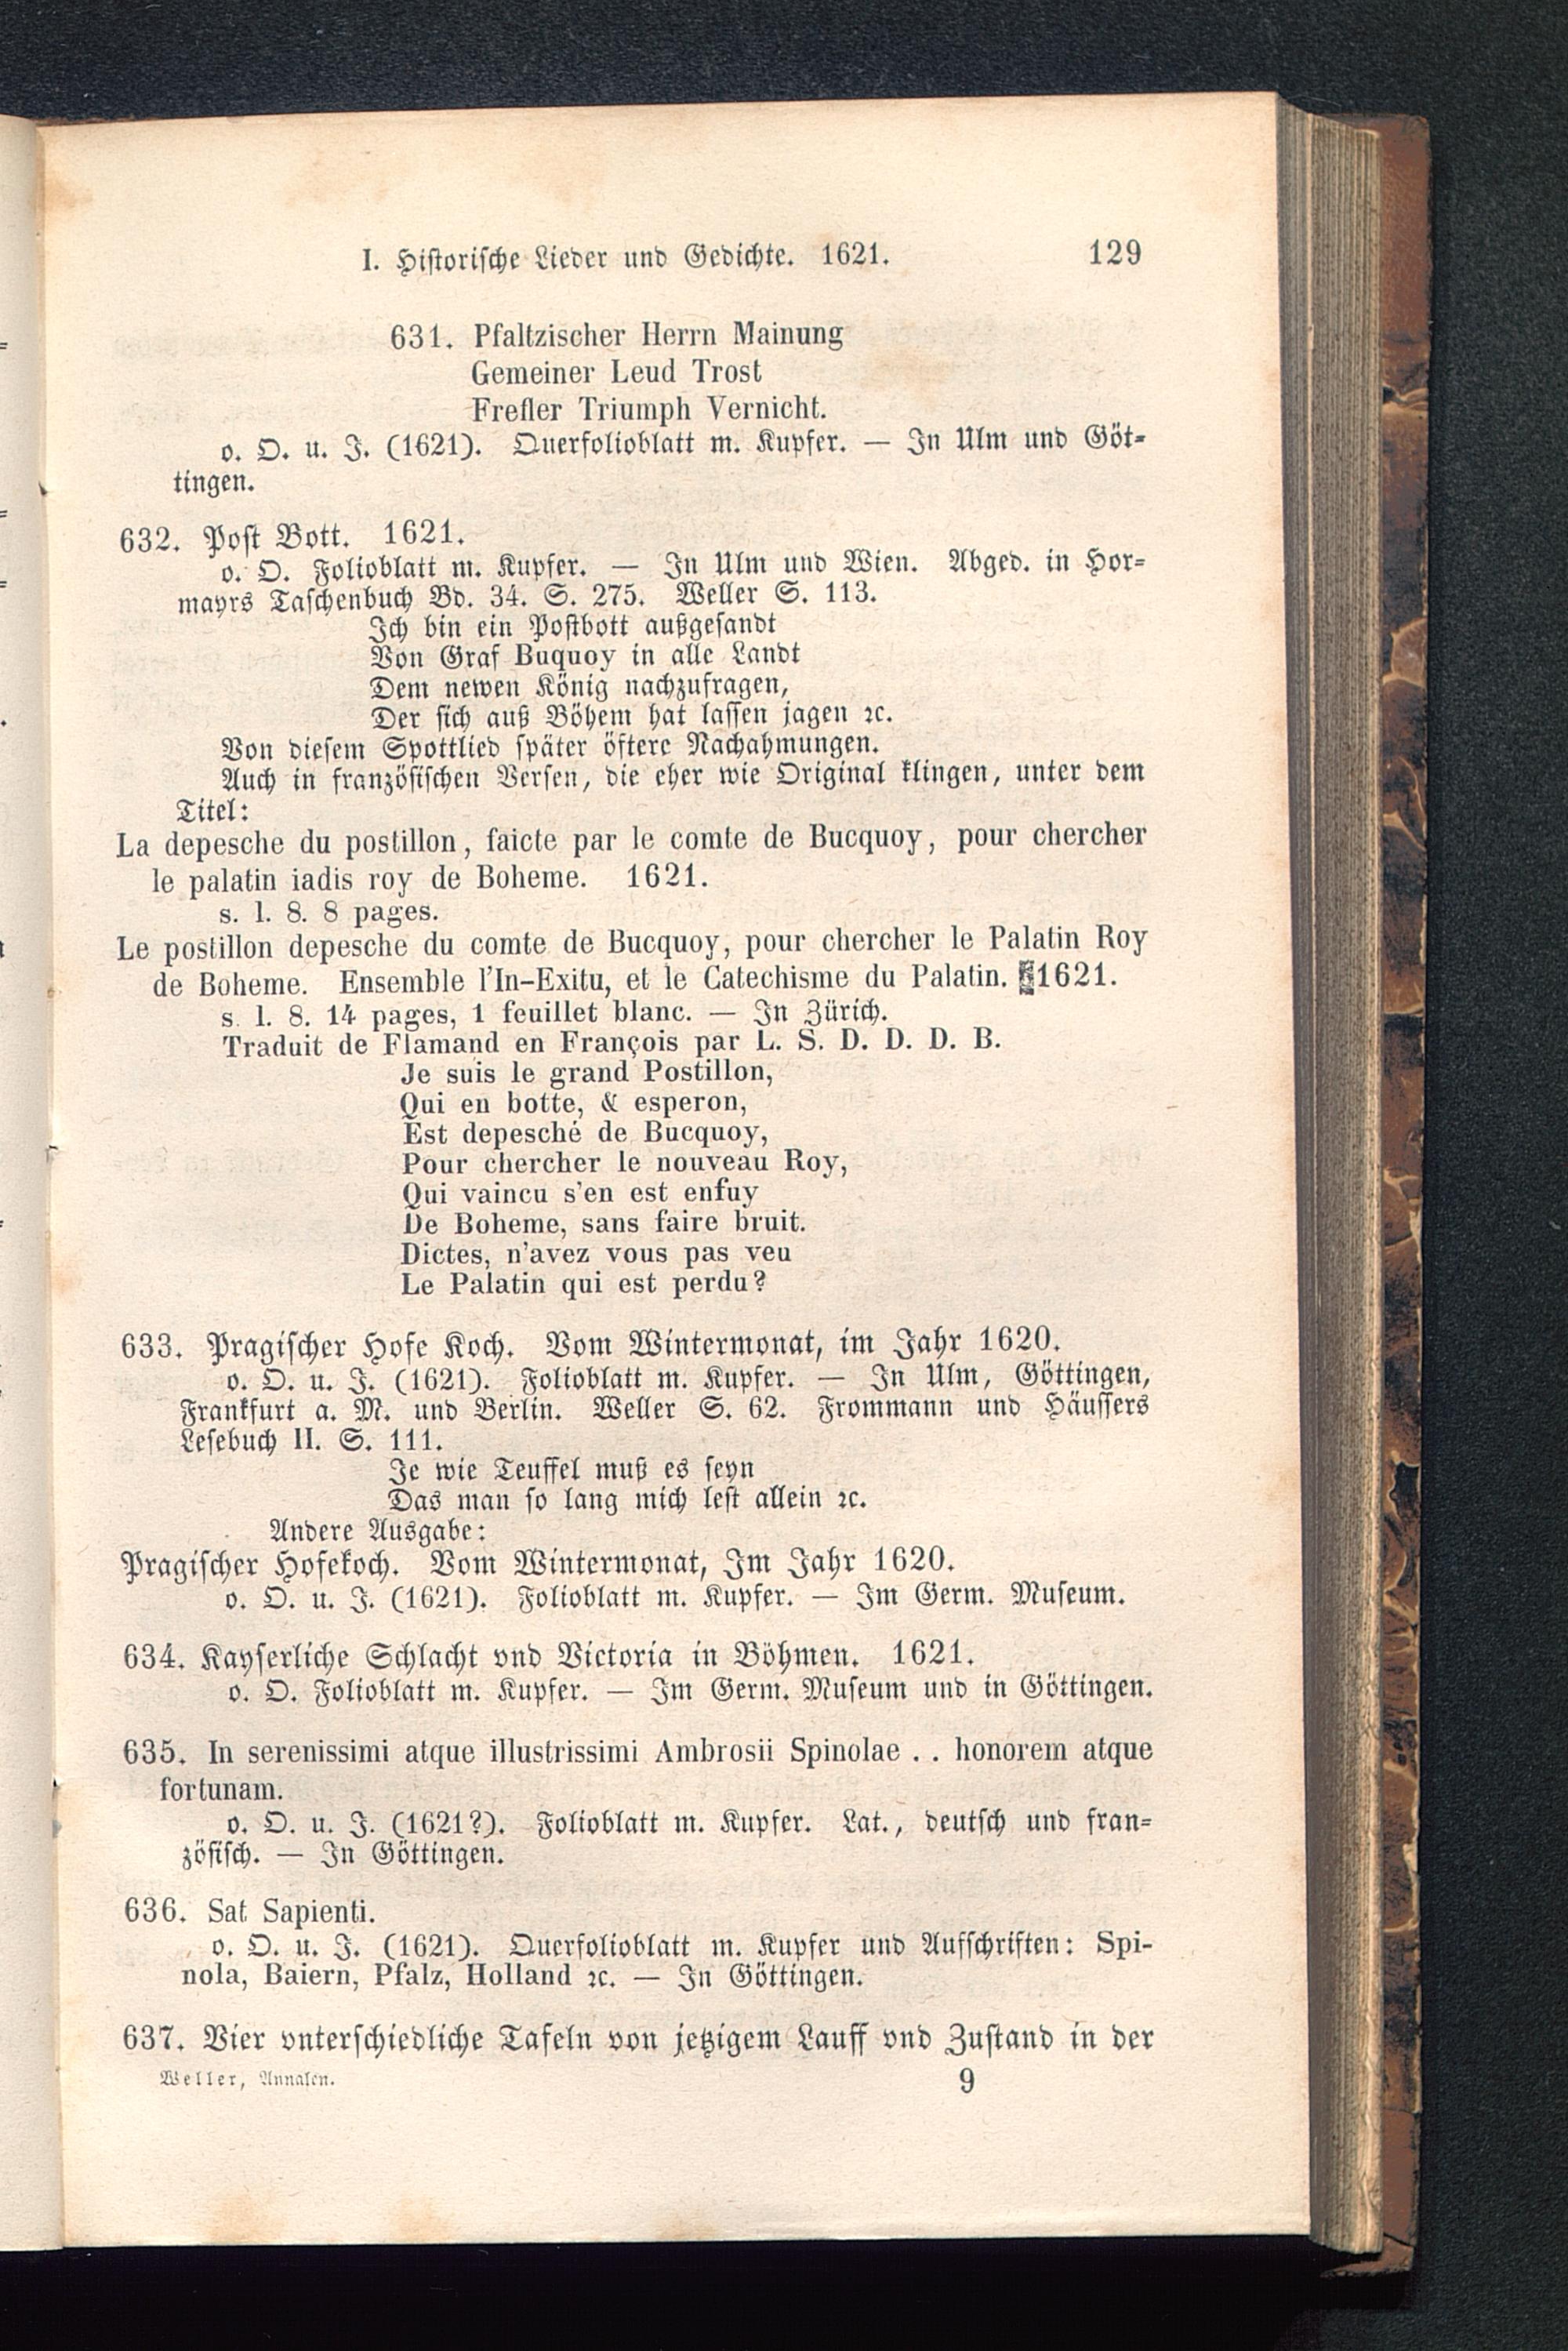 I. Historische Lieder und Gedichte. 1621. 129
631. Pfaltzischer Herrn Mainung
Gemeiner Leud Trost
Frefler Triumph Vernicht.
o. O. u. J. (1621). Querfolioblatt m. Kupfer. — In Ulm und Göt-
tingen.
632. Post Bott. 1621.
o. O. Folioblatt m. Kupfer. — In Ulm und Wien. Abged. in Hor-
mayrs Taschenbuch Bd. 34. S. 275. Weller S. 113.
Ich bin ein Postbott außgesandt
Von Graf Buquoy in alle Landt
Dem newen König nachzufragen,
Der sich auß Böhem hat lassen jagen ꝛc.
Von diesem Spottlied später öftere Nachahmungen.
Auch in französischen Versen, die eher wie Original klingen, unter dem
Titel:
La depesche du postillon, faicte par le comte de Bucquoy, pour chercher
le palatin iadis roy de Boheme. 1621.
s. l. 8. 8 pages.
Le postillon depesche du comte de Bucquoy, pour chercher le Palatin Roy
de Boheme. Ensemble l'In-Exitu, et le Catechisme du Palatin. 1621.
s. l. 8. 14 pages, 1 feuillet blanc. — In Zürich.
Traduit de Flamand en François par L. S. D. D. D. B.
Je suis le grand Postillon,
Qui en botte, & esperon,
Est depesché de Bucquoy,
Pour chercher le nouveau Roy,
Qui vaincu s'en est enfuy
De Boheme, sans faire bruit.
Dictes, n'avez vous pas veu
Le Palatin qui est perdu?
633. Pragischer Hofe Koch. Vom Wintermonat, im Jahr 1620.
o. O. u. J. (1621). Folioblatt m. Kupfer. — In Ulm, Göttingen,
Frankfurt a. M. und Berlin. Weller S. 62. Frommann und Häussers
Lesebuch II. S. 111.
Je wie Teuffel muß es seyn
Das man so lang mich lest allein ꝛc.
Andere Ausgabe:
Pragischer Hofekoch. Vom Wintermonat, Im Jahr 1620.
o. O. u. J. (1621). Folioblatt m. Kupfer. — Im Germ. Museum.
634. Kayserliche Schlacht vnd Victoria in Böhmen. 1621.
o. O. Folioblatt m. Kupfer. — Im Germ. Museum und in Göttingen.
635. In serenissimi atque illustrissimi Ambrosii Spinolae . . honorem atque
fortunam.
o. O. u. J. (1621?). Folioblatt m. Kupfer. Lat., deutsch und fran-
zösisch. — In Göttingen.
636. Sat Sapienti.
o. O. u. J. (1621). Querfolioblatt m. Kupfer und Aufschriften: Spi-
nola, Baiern, Pfalz, Holland ꝛc. — In Göttingen.
637. Vier vnterschiedliche Tafeln von jetzigem Lauff vnd Zustand in der
Weller, Annalen. 9